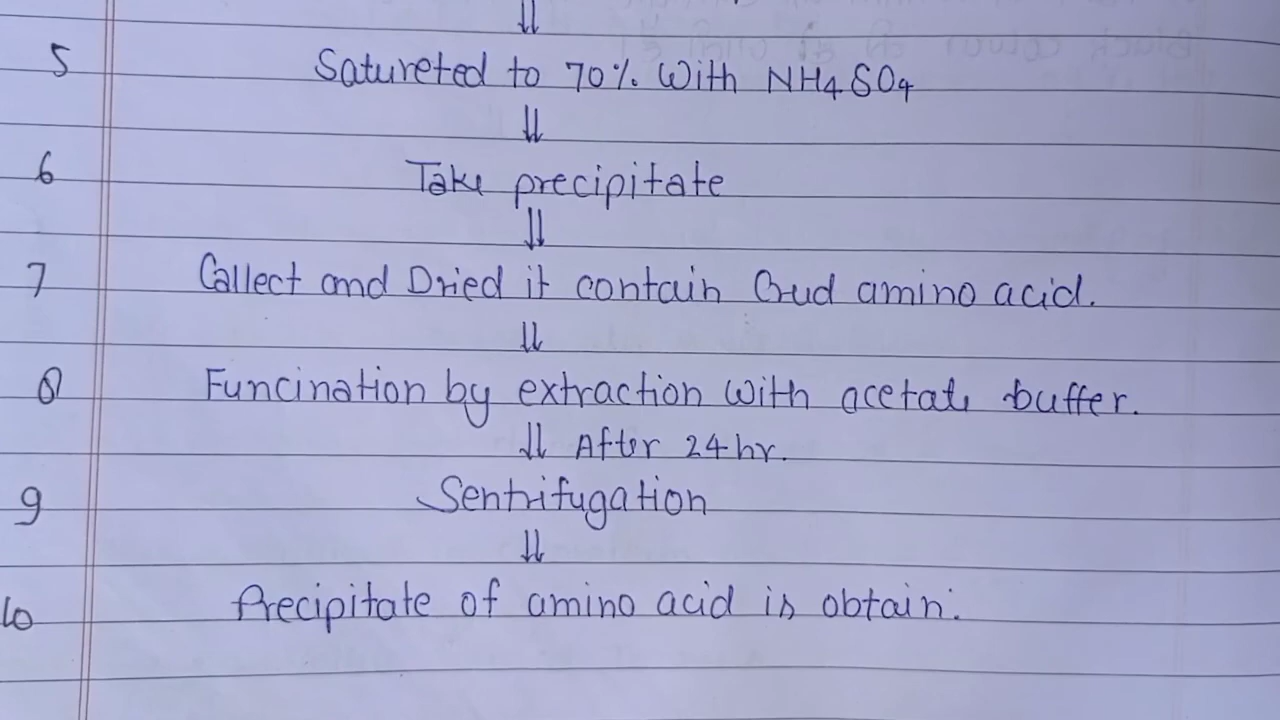 ⇓
5 Satureted to 70% With NH4SO4
⇓
6 Take precipitate
⇓
7 Collect and Dried it contain Crud amino acid.
⇓
8 Funcination by extraction with acetate buffer.
⇓ After 24 hr.
9 Sentrifugation
⇓
10 Precipitate of amino acid is obtain.